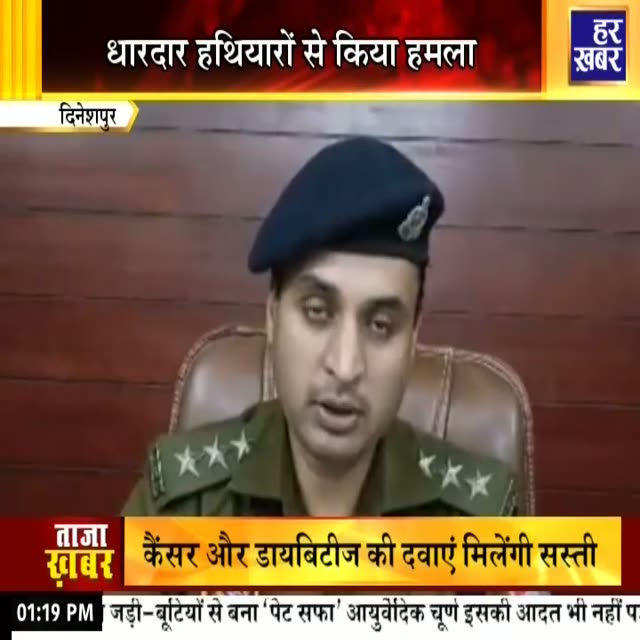 धारदार हथियारों से किया हमला
हर
ख़बर
दिनेशपुर
ताजा
ख़बर
कैंसर और डायबिटीज की दवाएं मिलेंगी सस्ती
01:19 PM
जड़ी-बूटियों से बना 'पेट सफा' आयुर्वेदिक चूर्ण इसकी आदत भी नहीं